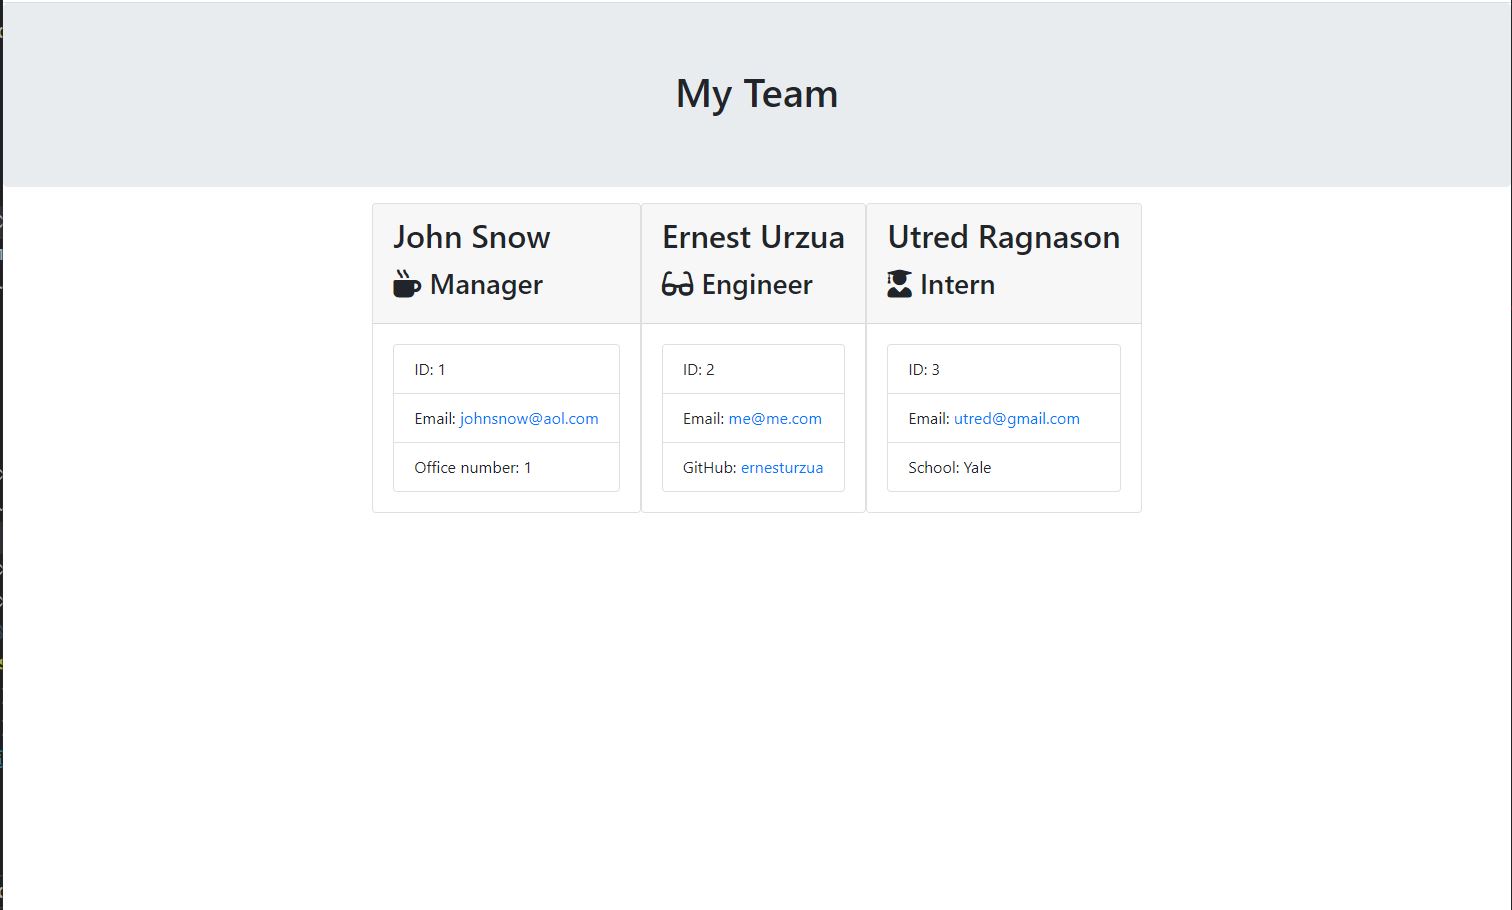 My Team
John Snow
Manager
ID: 1
Email: johnsnow@aol.com
Office number: 1
Ernest Urzua
Engineer
ID: 2
Email: me@me.com
GitHub: ernesturzua
Utred Ragnason
Intern
ID: 3
Email: utred@gmail.com
School: Yale